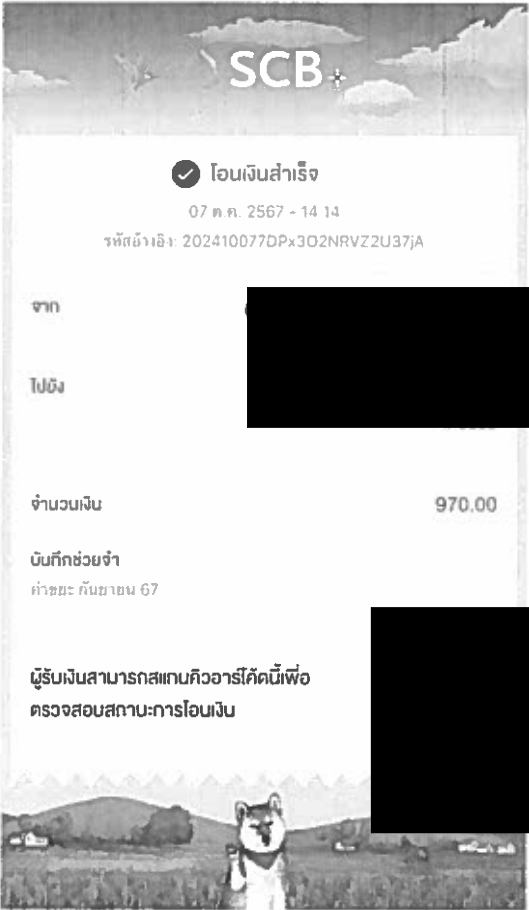 SCB
โอนเงินสำเร็จ
07 ต.ค. 2567 - 14:14
รหัสอ้างอิง: 202410077DPx3O2NRVZ2U37jA
จาก
ไปยัง
จำนวนเงิน 970.00
บันทึกช่วยจำ
ค่าขยะ กันยายน 67
ผู้รับเงินสามารถสแกนคิวอาร์โค้ดนี้เพื่อ
ตรวจสอบสถานะการโอนเงิน